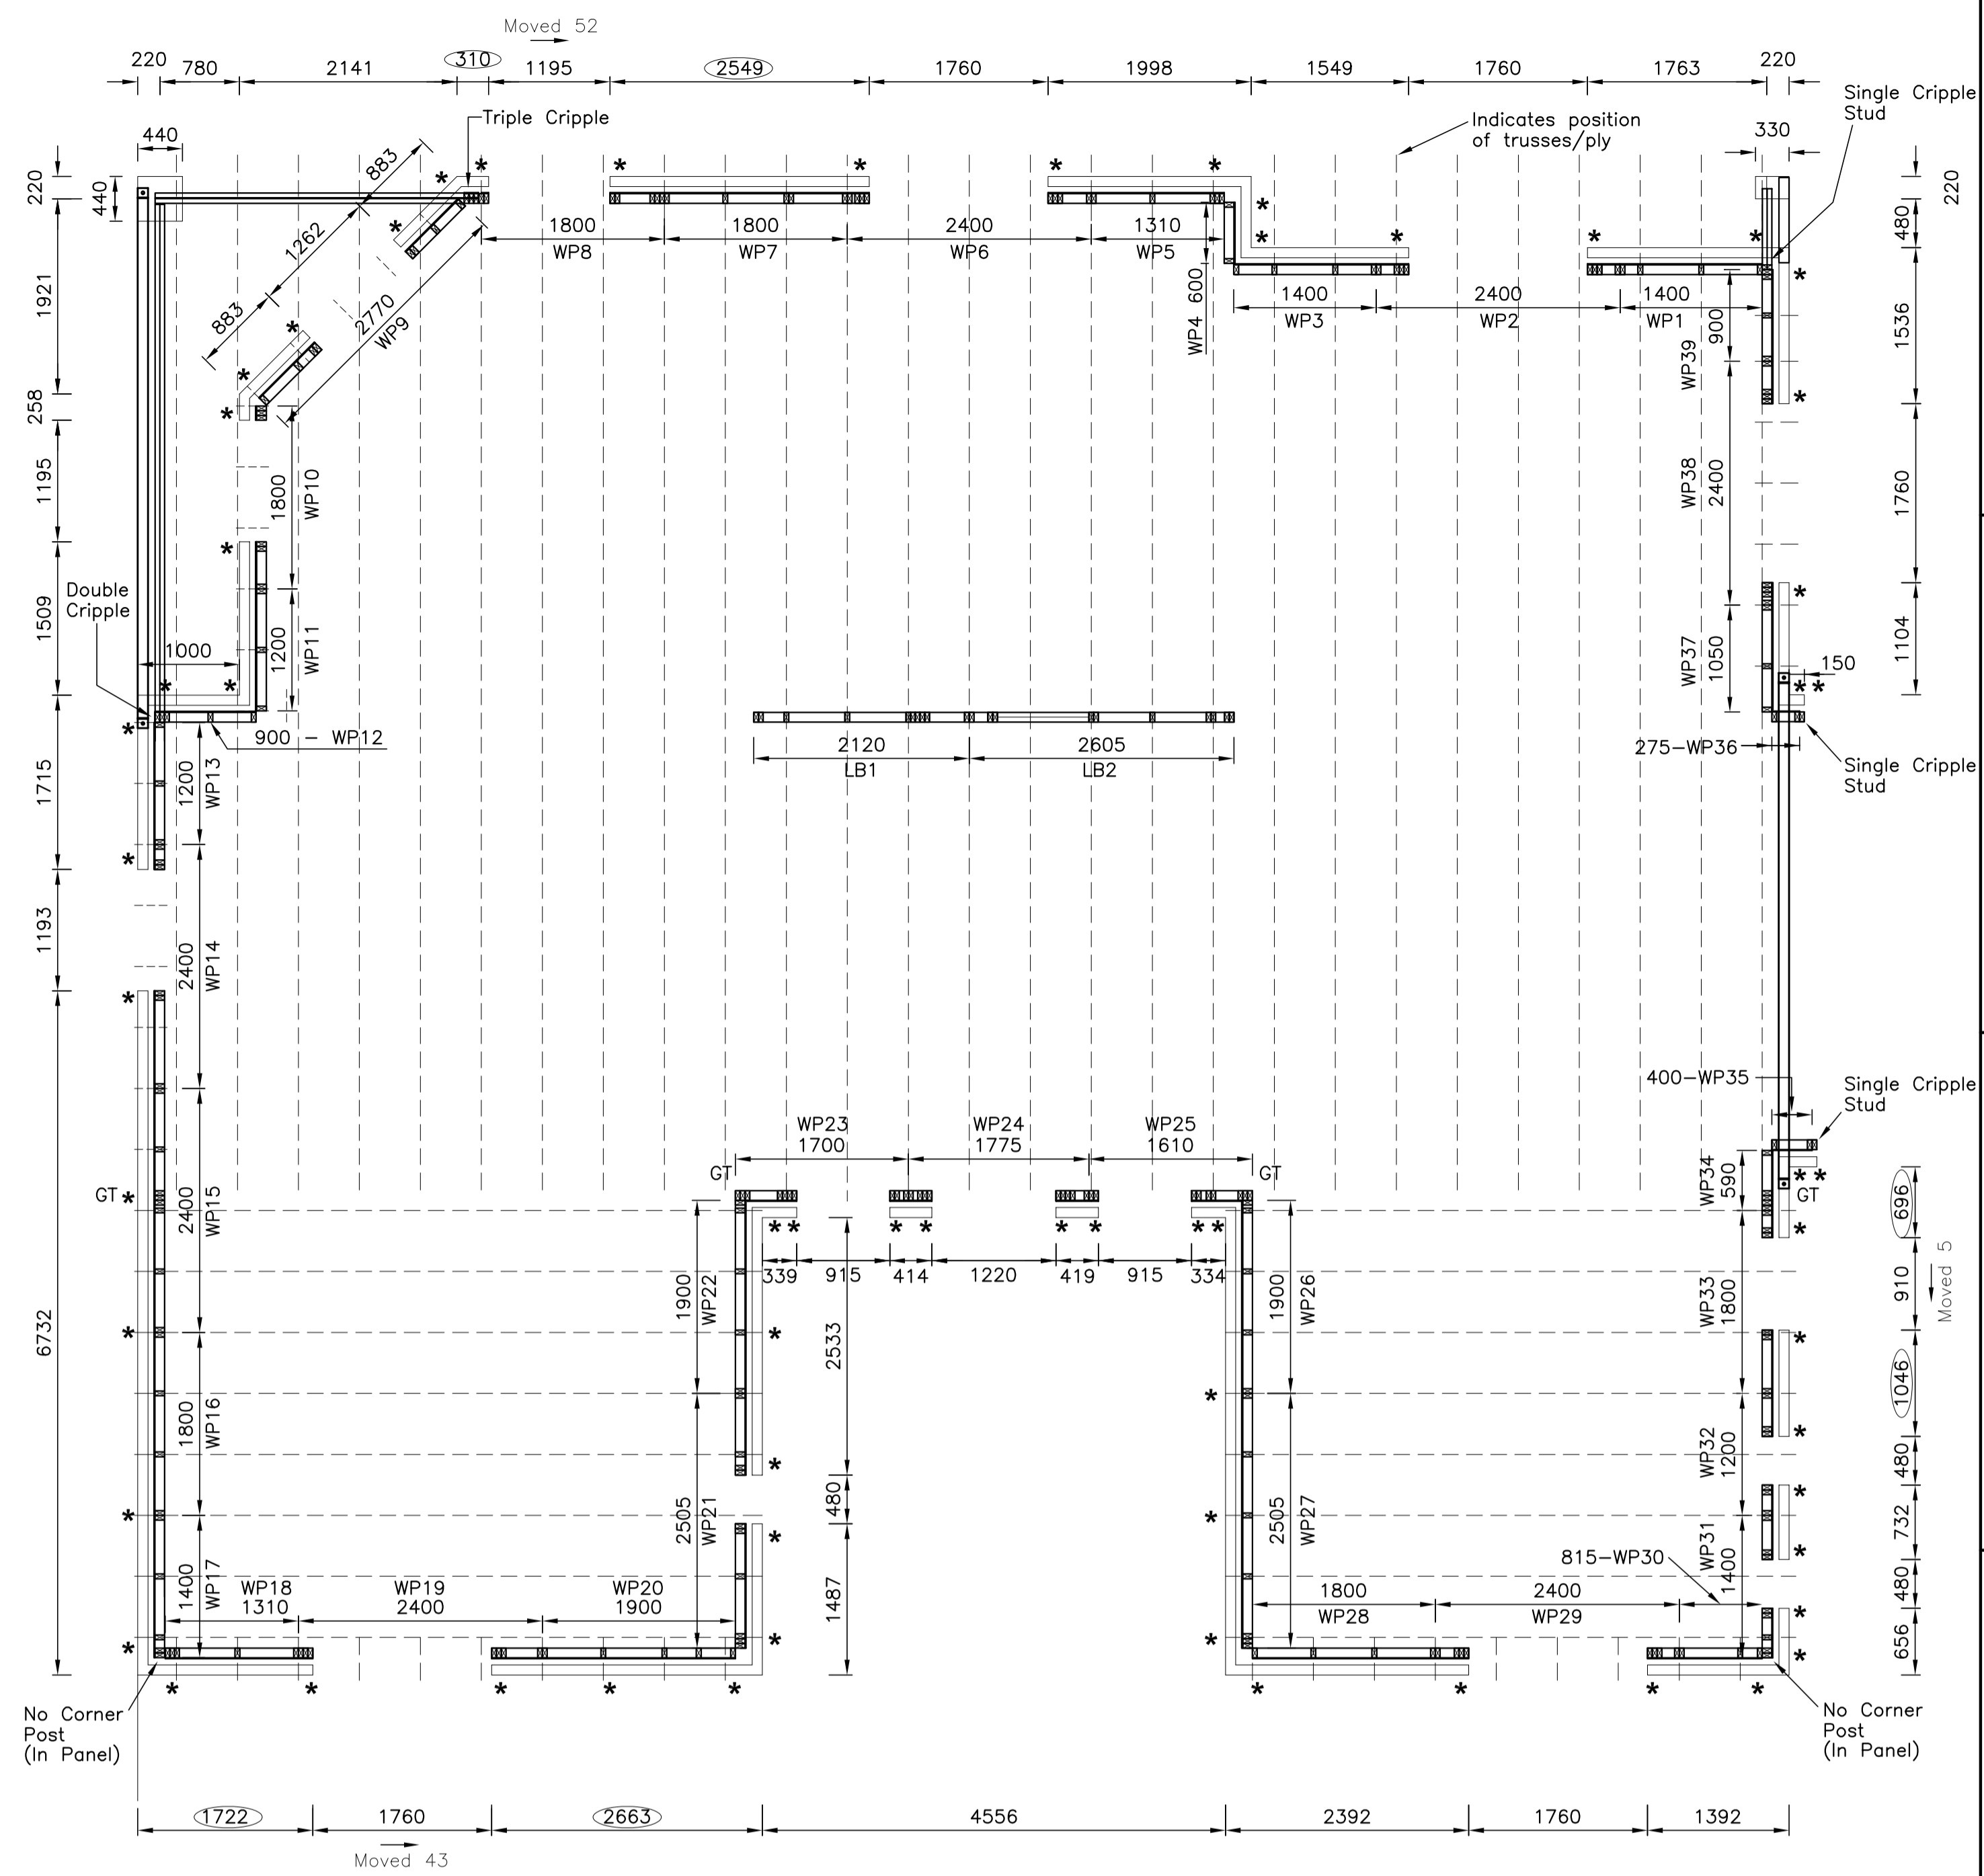 Moved 52
220
780
2141
310
1195
2549
1760
1998
1549
1760
1763
220
Triple Cripple
Indicates position
of trusses/ply
Single Cripple
Stud
440
330
220
440
883
1262
883
2770
WP9
1921
258
1195
1509
1715
1193
6732
220
480
1536
1760
1104
150
1800
WP8
1800
WP7
2400
WP6
1310
WP5
WP4 600
1400
WP3
2400
WP2
1400
WP1
900
WP39
2400
WP38
1050
WP37
1800
WP10
1200
WP11
Double
Cripple
1000
900 - WP12
1200
WP13
2400
WP14
2120
LB1
2605
LB2
275-WP36
Single Cripple
Stud
400-WP35
Single Cripple
Stud
WP23
1700
WP24
1775
WP25
1610
GT
GT
GT
GT
WP34
590
696
910
Moved 5
1046
480
732
480
656
2400
WP15
1800
WP16
1400
WP17
339
915
414
1220
419
915
334
1900
WP22
2533
480
2505
WP21
1487
1900
WP26
2505
WP27
WP33
1800
WP32
1200
WP31
1400
815-WP30
WP18
1310
WP19
2400
WP20
1900
1800
WP28
2400
WP29
No Corner
Post
(In Panel)
No Corner
Post
(In Panel)
1722
1760
2663
4556
2392
1760
1392
Moved 43